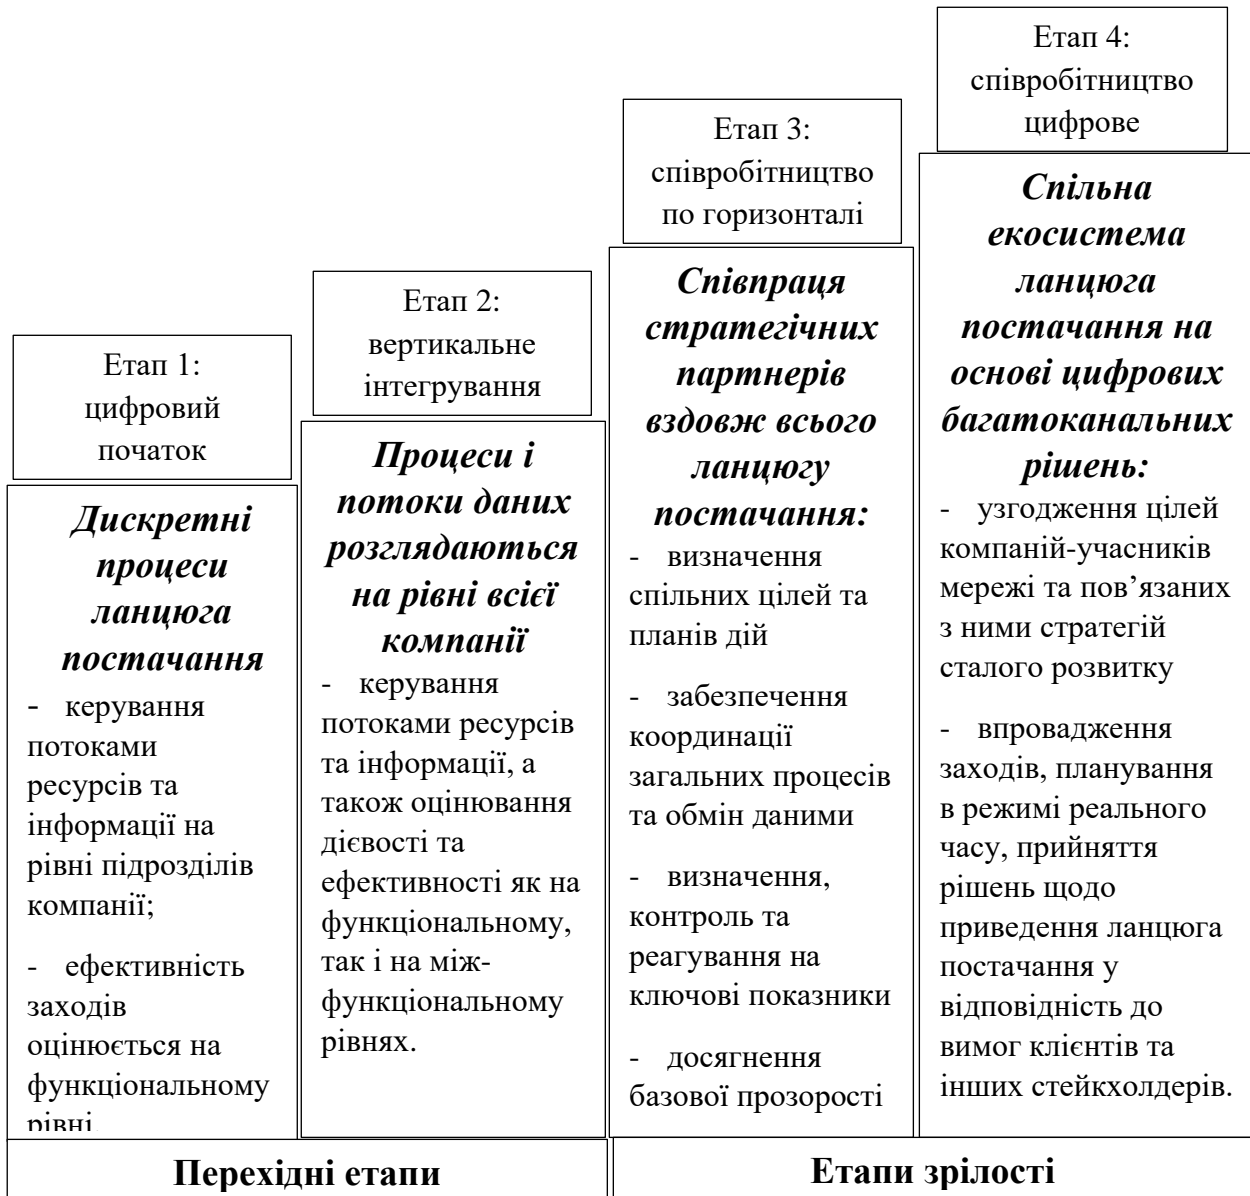 Етап 1:
цифровий
початок
Дискретні
процеси
ланцюга
постачання
- керування
потоками
ресурсів та
інформації на
рівні підрозділів
компанії;
- ефективність
заходів
оцінюється на
функціональному
рівні.
Етап 2:
вертикальне
інтегрування
Процеси і
потоки даних
розглядаються
на рівні всієї
компанії
- керування
потоками ресурсів
та інформації, а
також оцінювання
дієвості та
ефективності як на
функціональному,
так і на між-
функціональному
рівнях.
Етап 3:
співробітництво
по горизонталі
Співпраця
стратегічних
партнерів
вздовж всього
ланцюгу
постачання:
- визначення
спільних цілей та
планів дій
- забезпечення
координації
загальних процесів
та обмін даними
- визначення,
контроль та
реагування на
ключові показники
- досягнення
базової прозорості
Етап 4:
співробітництво
цифрове
Спільна
екосистема
ланцюга
постачання на
основі цифрових
багатоканальних
рішень:
- узгодження цілей
компаній-учасників
мережі та пов’язаних
з ними стратегій
сталого розвитку
- впровадження
заходів, планування
в режимі реального
часу, прийняття
рішень щодо
приведення ланцюга
постачання у
відповідність до
вимог клієнтів та
інших стейкхолдерів.
Перехідні етапи
Етапи зрілості